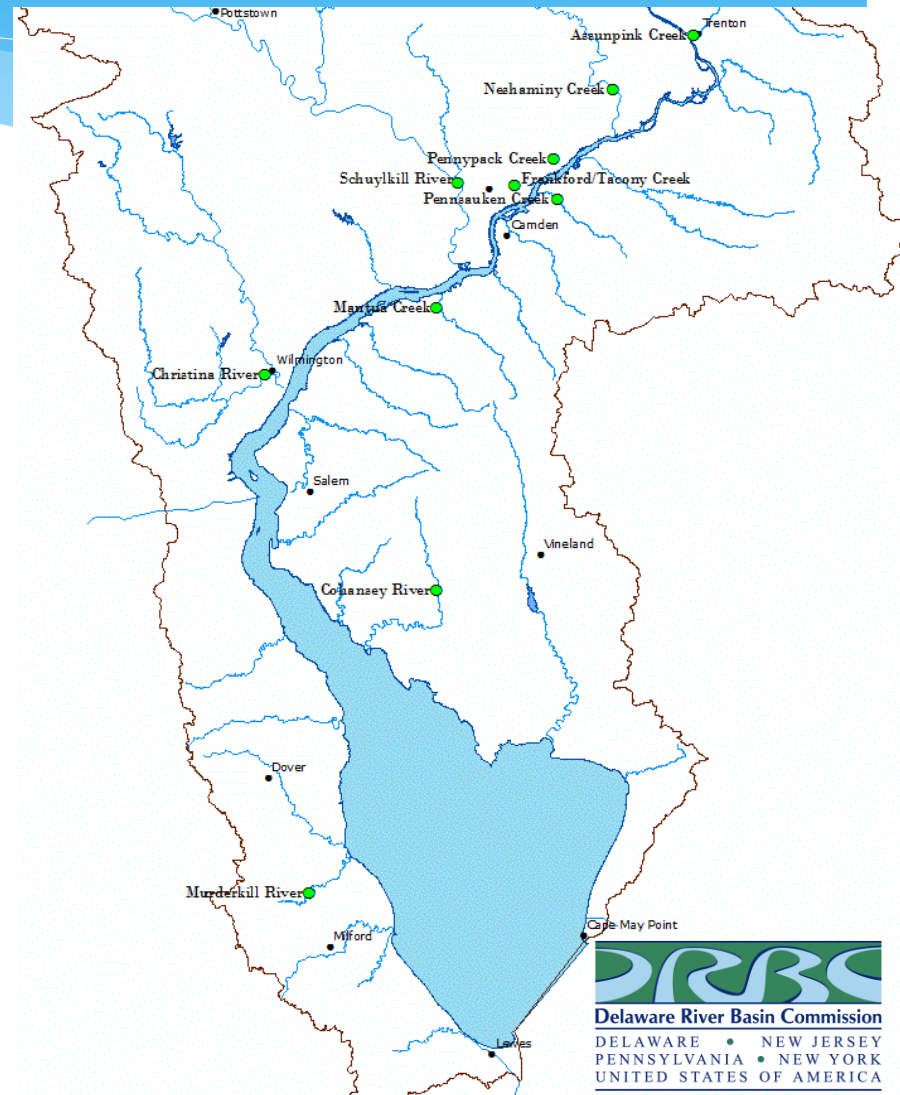 Pottstown
Trenton
Assunpink Creek
Neshaminy Creek
Pennypack Creek
Schuylkill River
Frankford/Tacony Creek
Pennsauken Creek
Camden
Mantua Creek
Wilmington
Christina River
Salem
Vineland
Cohansey River
Dover
Murderkill River
Cape May Point
Milford
DRBC
Delaware River Basin Commission
DELAWARE • NEW JERSEY
PENNSYLVANIA • NEW YORK
UNITED STATES OF AMERICA
Lewes